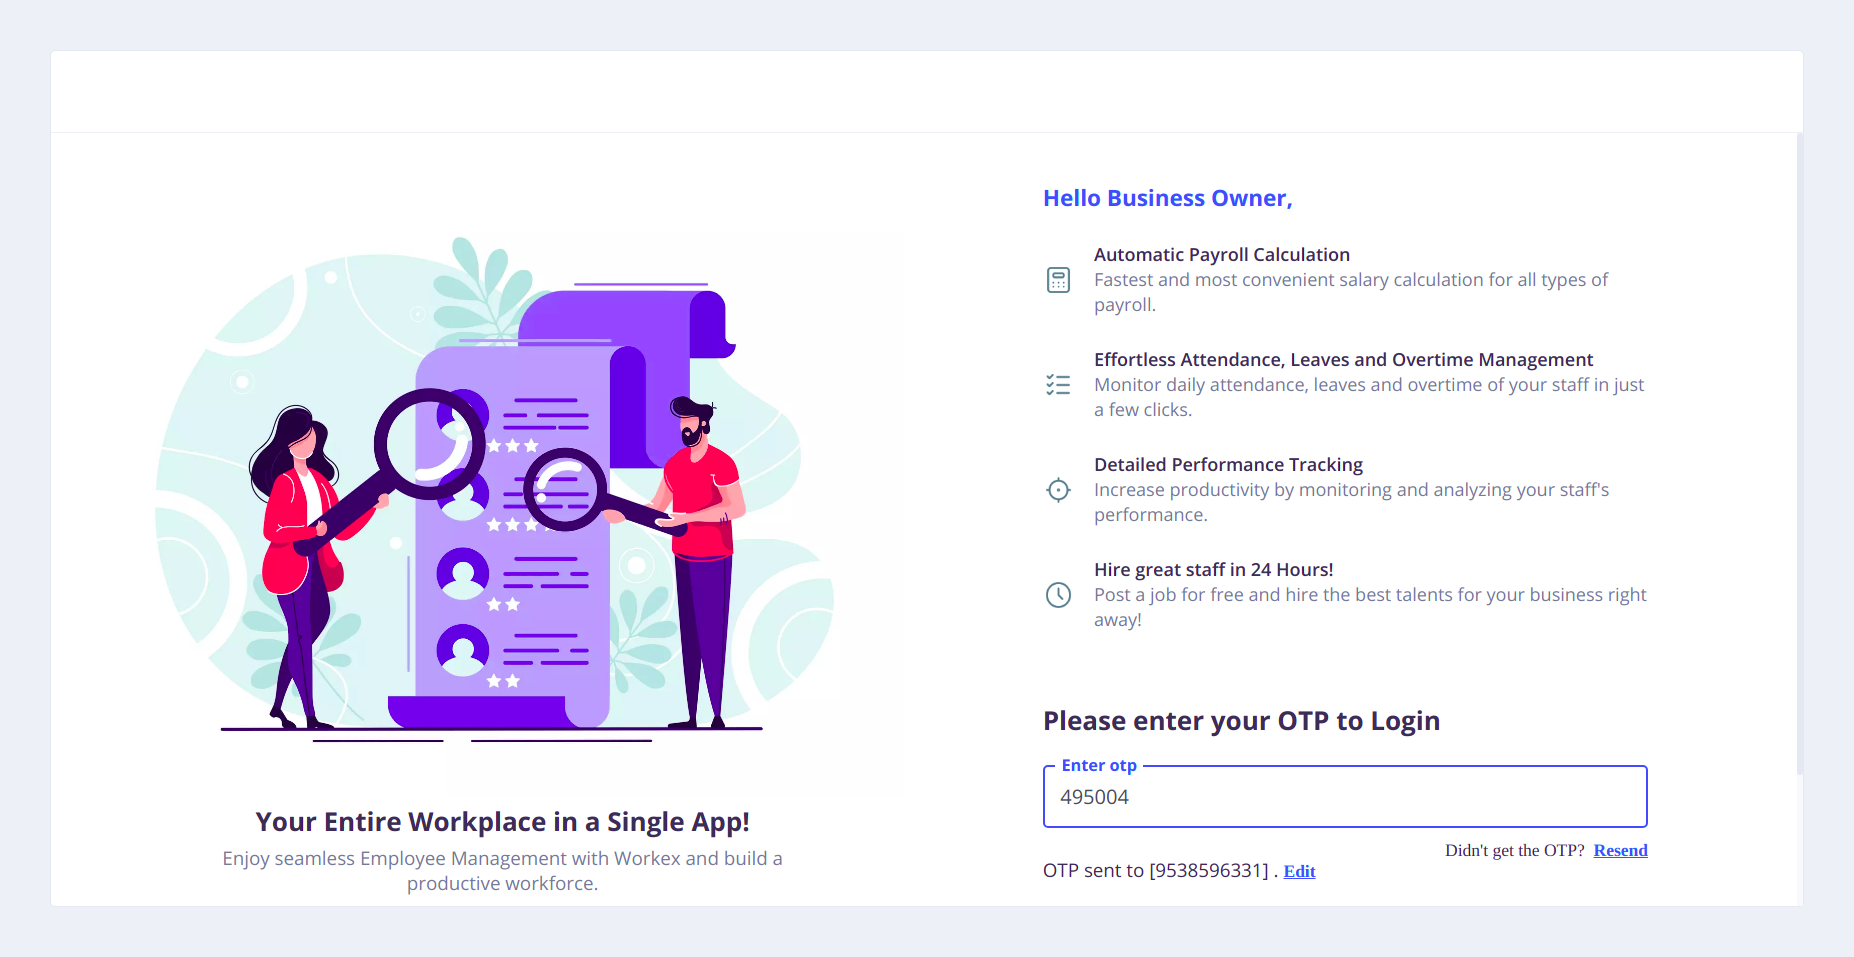 Hello Business Owner,
Automatic Payroll Calculation
Fastest and most convenient salary calculation for all types of
payroll.
Effortless Attendance, Leaves and Overtime Management
Monitor daily attendance, leaves and overtime of your staff in just
a few clicks.
Detailed Performance Tracking
Increase productivity by monitoring and analyzing your staff's
performance.
Hire great staff in 24 Hours!
Post a job for free and hire the best talents for your business right
away!
Your Entire Workplace in a Single App!
Enjoy seamless Employee Management with Workex and build a
productive workforce.
Please enter your OTP to Login
Enter otp
495004
Didn't get the OTP? Resend
OTP sent to [9538596331] . Edit